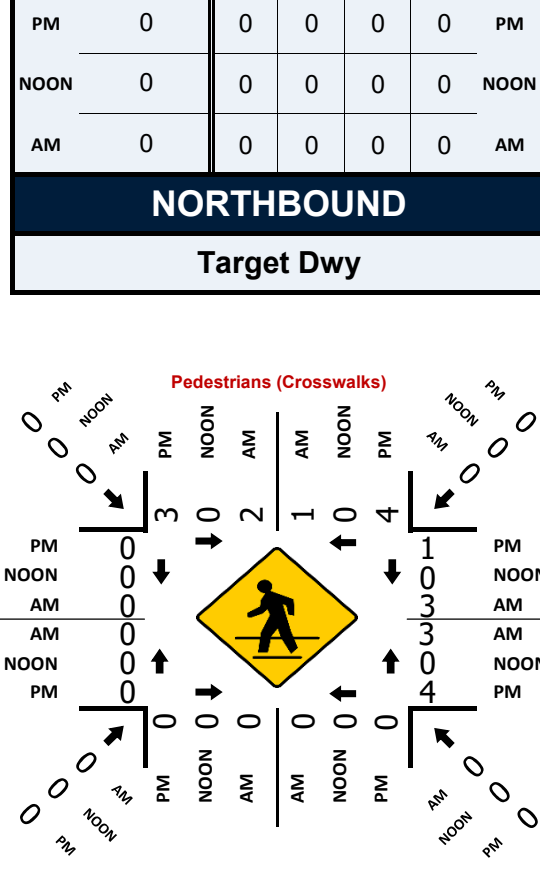 PM 0 0 0 0 0 PM
NOON 0 0 0 0 0 NOON
AM 0 0 0 0 0 AM
NORTHBOUND
Target Dwy
Pedestrians (Crosswalks)
PM NOON AM
0 0 0
PM NOON AM AM NOON PM
3 0 2 1 0 4
PM NOON AM
0 0 0
PM 0 1 PM
NOON 0 0 NOON
AM 0 3 AM
AM 0 3 AM
NOON 0 0 NOON
PM 0 4 PM
0 0 0 0 0 0
PM NOON AM AM NOON PM
0 0 0
AM NOON PM
0 0 0
AM NOON PM